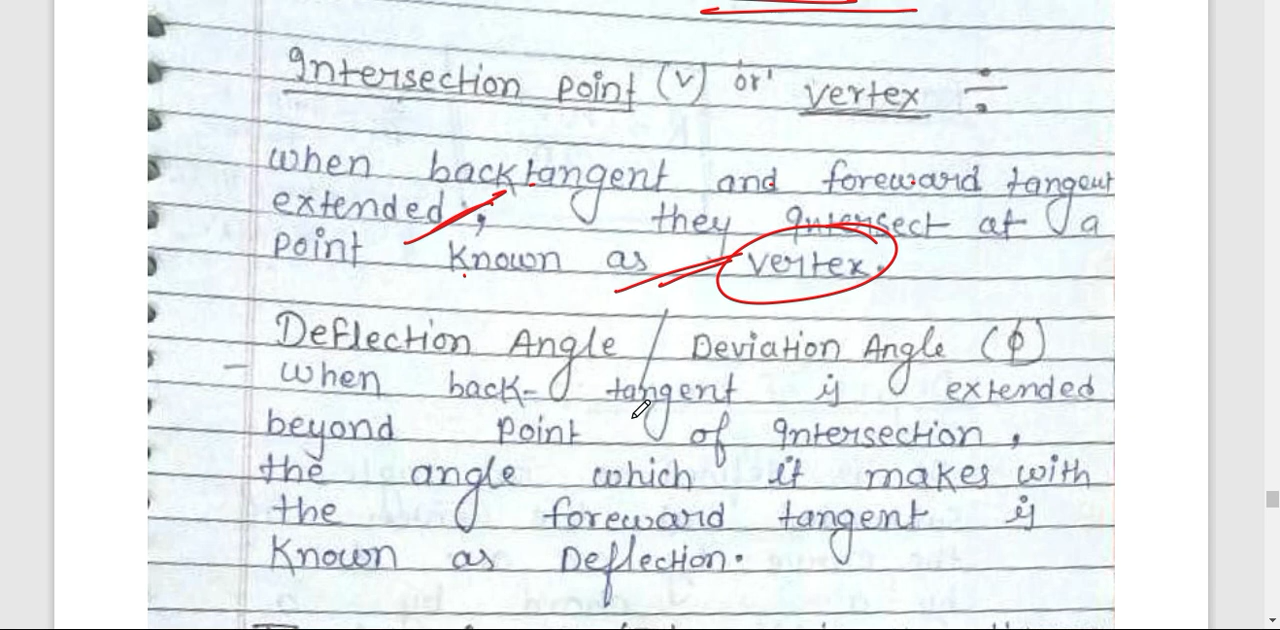 Intersection point (V) or' vertex ÷
when backtangent and foreward tangent
extended, they intersect at a
point known as vertex.
Deflection Angle / Deviation Angle (ϕ)
- when back- tangent is extended
beyond point of intersection,
the angle which it makes with
the foreward tangent is
known as Deflection.